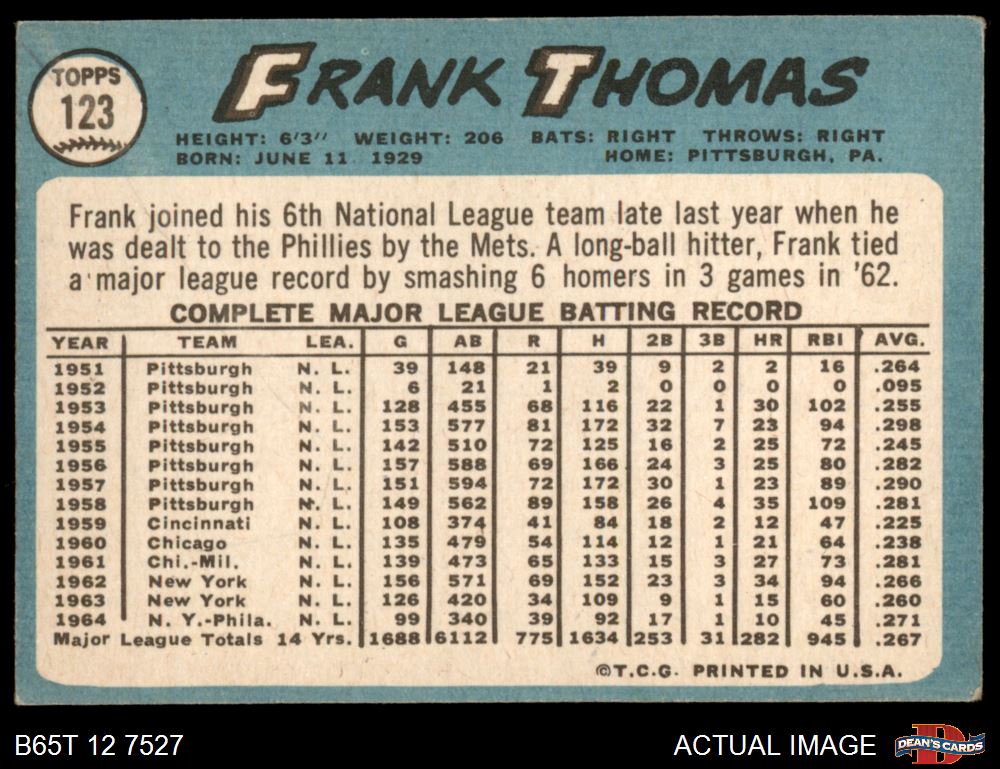 TOPPS
123
FRANK THOMAS
HEIGHT: 6'3" WEIGHT: 206 BATS: RIGHT THROWS: RIGHT
BORN: JUNE 11 1929 HOME: PITTSBURGH, PA.
Frank joined his 6th National League team late last year when he
was dealt to the Phillies by the Mets. A long-ball hitter, Frank tied
a major league record by smashing 6 homers in 3 games in '62.
COMPLETE MAJOR LEAGUE BATTING RECORD
YEAR TEAM LEA. G AB R H 2B 3B HR RBI AVG.
1951 Pittsburgh N. L. 39 148 21 39 9 2 2 16 .264
1952 Pittsburgh N. L. 6 21 1 2 0 0 0 0 .095
1953 Pittsburgh N. L. 128 455 68 116 22 1 30 102 .255
1954 Pittsburgh N. L. 153 577 81 172 32 7 23 94 .298
1955 Pittsburgh N. L. 142 510 72 125 16 2 25 72 .245
1956 Pittsburgh N. L. 157 588 69 166 24 3 25 80 .282
1957 Pittsburgh N. L. 151 594 72 172 30 1 23 89 .290
1958 Pittsburgh N. L. 149 562 89 158 26 4 35 109 .281
1959 Cincinnati N. L. 108 374 41 84 18 2 12 47 .225
1960 Chicago N. L. 135 479 54 114 12 1 21 64 .238
1961 Chi.-Mil. N. L. 139 473 65 133 15 3 27 73 .281
1962 New York N. L. 156 571 69 152 23 3 34 94 .266
1963 New York N. L. 126 420 34 109 9 1 15 60 .260
1964 N. Y.-Phila. N. L. 99 340 39 92 17 1 10 45 .271
Major League Totals 14 Yrs. 1688 6112 775 1634 253 31 282 945 .267
©T.C.G. PRINTED IN U.S.A.
B65T 12 7527
ACTUAL IMAGE
D
DEAN'S CARDS